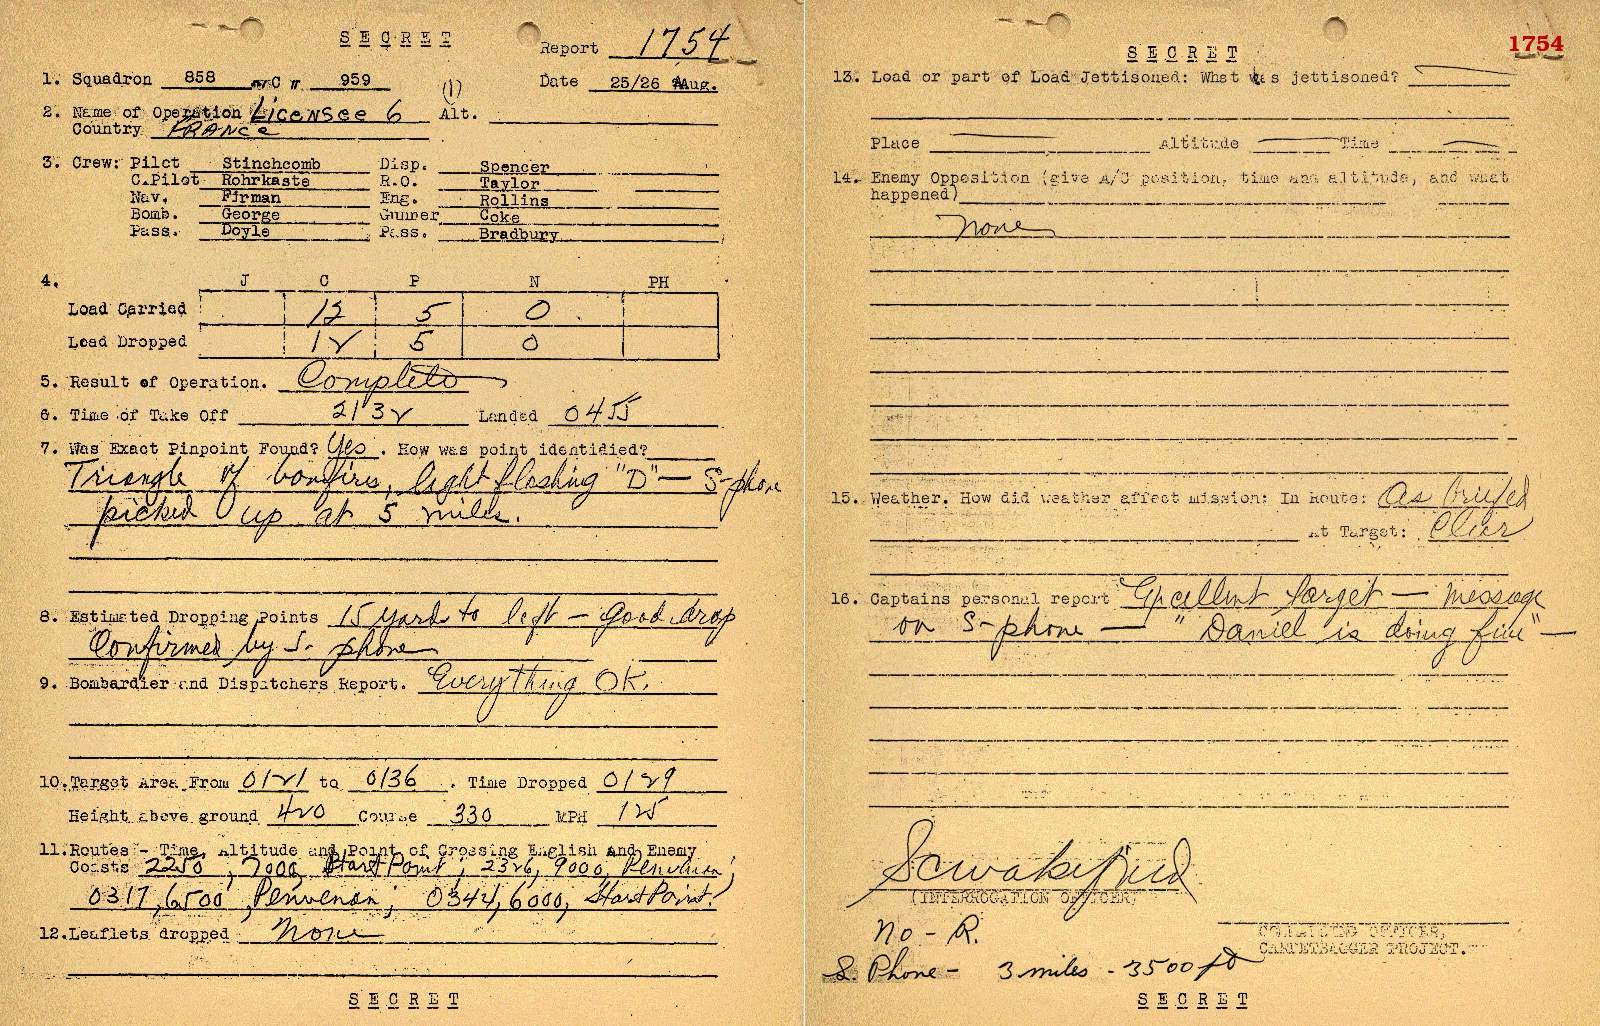 SECRET
Report 1754
1. Squadron 858 "C" 959 (1) Date 25/26 Aug.
2. Name of Operation Licensee 6 Alt.
Country FRANCE
3. Crew: Pilot Stinchcomb Disp. Spencer
C.Pilot Rohrkaste R.O. Taylor
Nav. Firman Eng. Rollins
Bomb. George Gunner Coke
Pass. Doyle Pass. Bradbury
4. J C P N PH
Load Carried 12 5 0
Load Dropped 12 5 0
5. Result of Operation. Complete
6. Time of Take Off 2132 Landed 0455
7. Was Exact Pinpoint Found? Yes. How was point identidied?
Triangle of bonfires, light flashing "D" — S-phone
picked up at 5 miles.
8. Estimated Dropping Points 15 yards to left — good drop
Confirmed by S-phone
9. Bombardier and Dispatchers Report. Everything OK.
10. Target Area From 0121 to 0136. Time Dropped 0129
Height above ground 420 Course 330 MPH 125
11. Routes - Time, Altitude and Point of Crossing English and Enemy
Coasts 2250, 7000, Start Point; 2326, 9000, Penvenan;
0317, 6500, Penvenan; 0344, 6000, Start Point.
12. Leaflets dropped None
SECRET
SECRET
1754
13. Load or part of Load Jettisoned: What was jettisoned?
Place Altitude Time
14. Enemy Opposition (give A/C position, time and altitude, and what
happened)
None
15. Weather. How did weather affect mission: In Route: As briefed
At Target: Clear
16. Captains personal report Excellent target — message
on S-phone — "Daniel is doing fine" —
S C Wakefield
(INTERROGATION OFFICER)
No - R.
COMMANDING OFFICER,
CARPETBAGGER PROJECT.
S. Phone - 3 miles - 3500 ft
SECRET